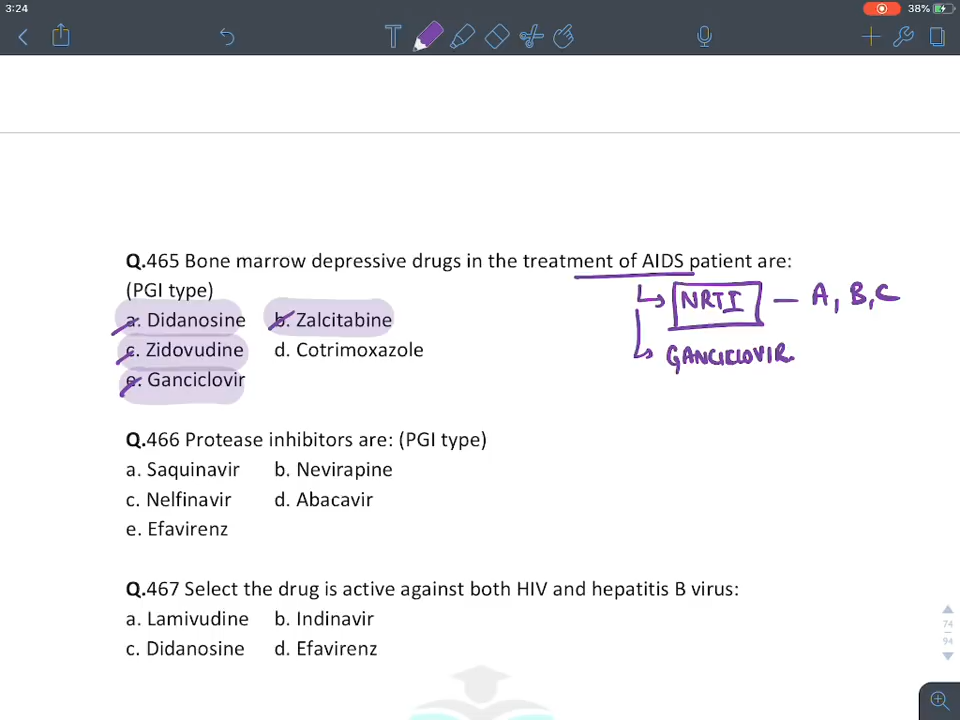 3:24
38%
T
Q.465 Bone marrow depressive drugs in the treatment of AIDS patient are:
(PGI type)
a. Didanosine b. Zalcitabine
c. Zidovudine d. Cotrimoxazole
e. Ganciclovir
NRTI — A, B, C
GANCICLOVIR
Q.466 Protease inhibitors are: (PGI type)
a. Saquinavir b. Nevirapine
c. Nelfinavir d. Abacavir
e. Efavirenz
Q.467 Select the drug is active against both HIV and hepatitis B virus:
a. Lamivudine b. Indinavir
c. Didanosine d. Efavirenz
74
94